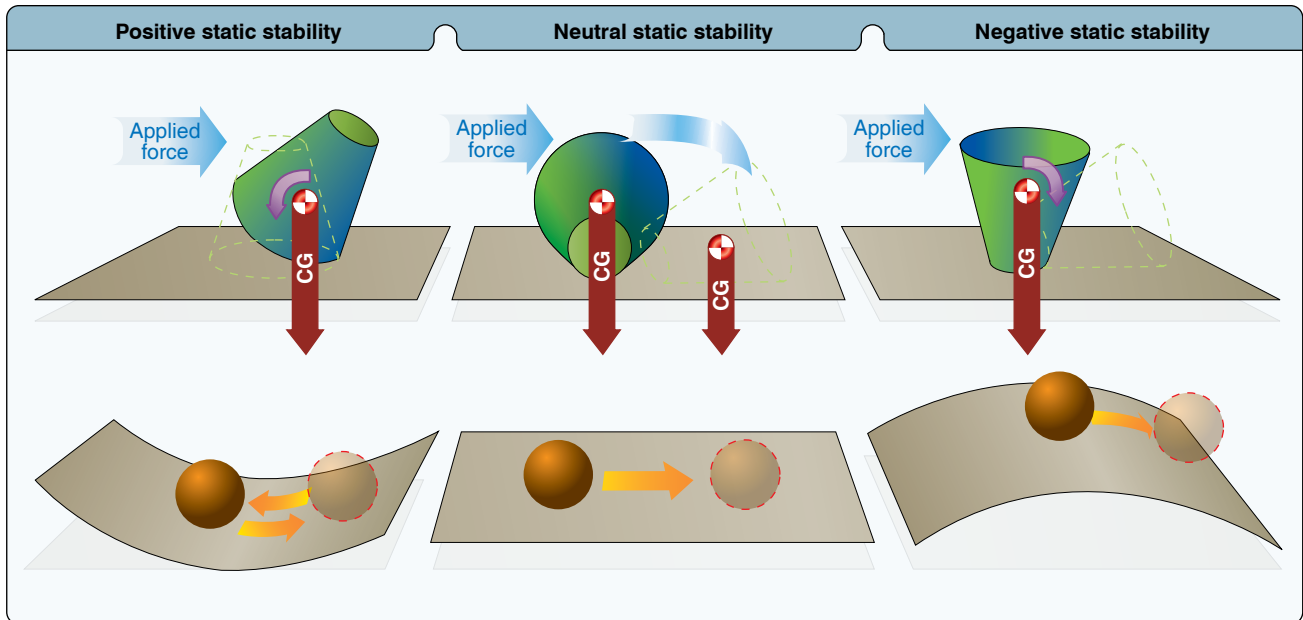 Positive static stability
Neutral static stability
Negative static stability
Applied
force
Applied
force
Applied
force
CG
CG
CG
CG